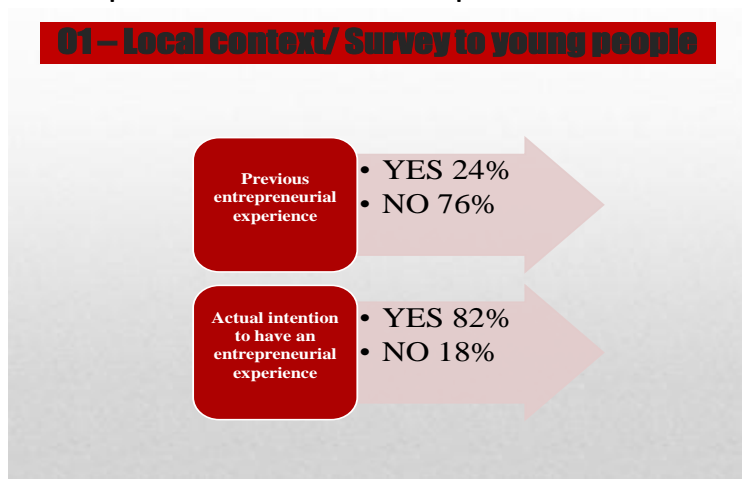 01 – Local context/ Survey to young people
Previous
entrepreneurial
experience
• YES 24%
• NO 76%
Actual intention
to have an
entrepreneurial
experience
• YES 82%
• NO 18%